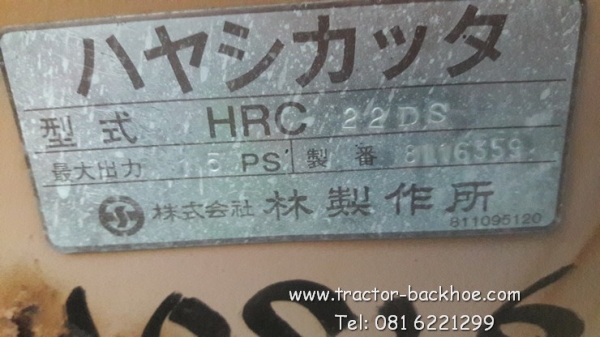 ハヤシカッタ
型式 HRC 22DS
最大出力 5 PS 製番
株式会社 林製作所
811095120
www.tractor-backhoe.com
Tel: 081 6221299